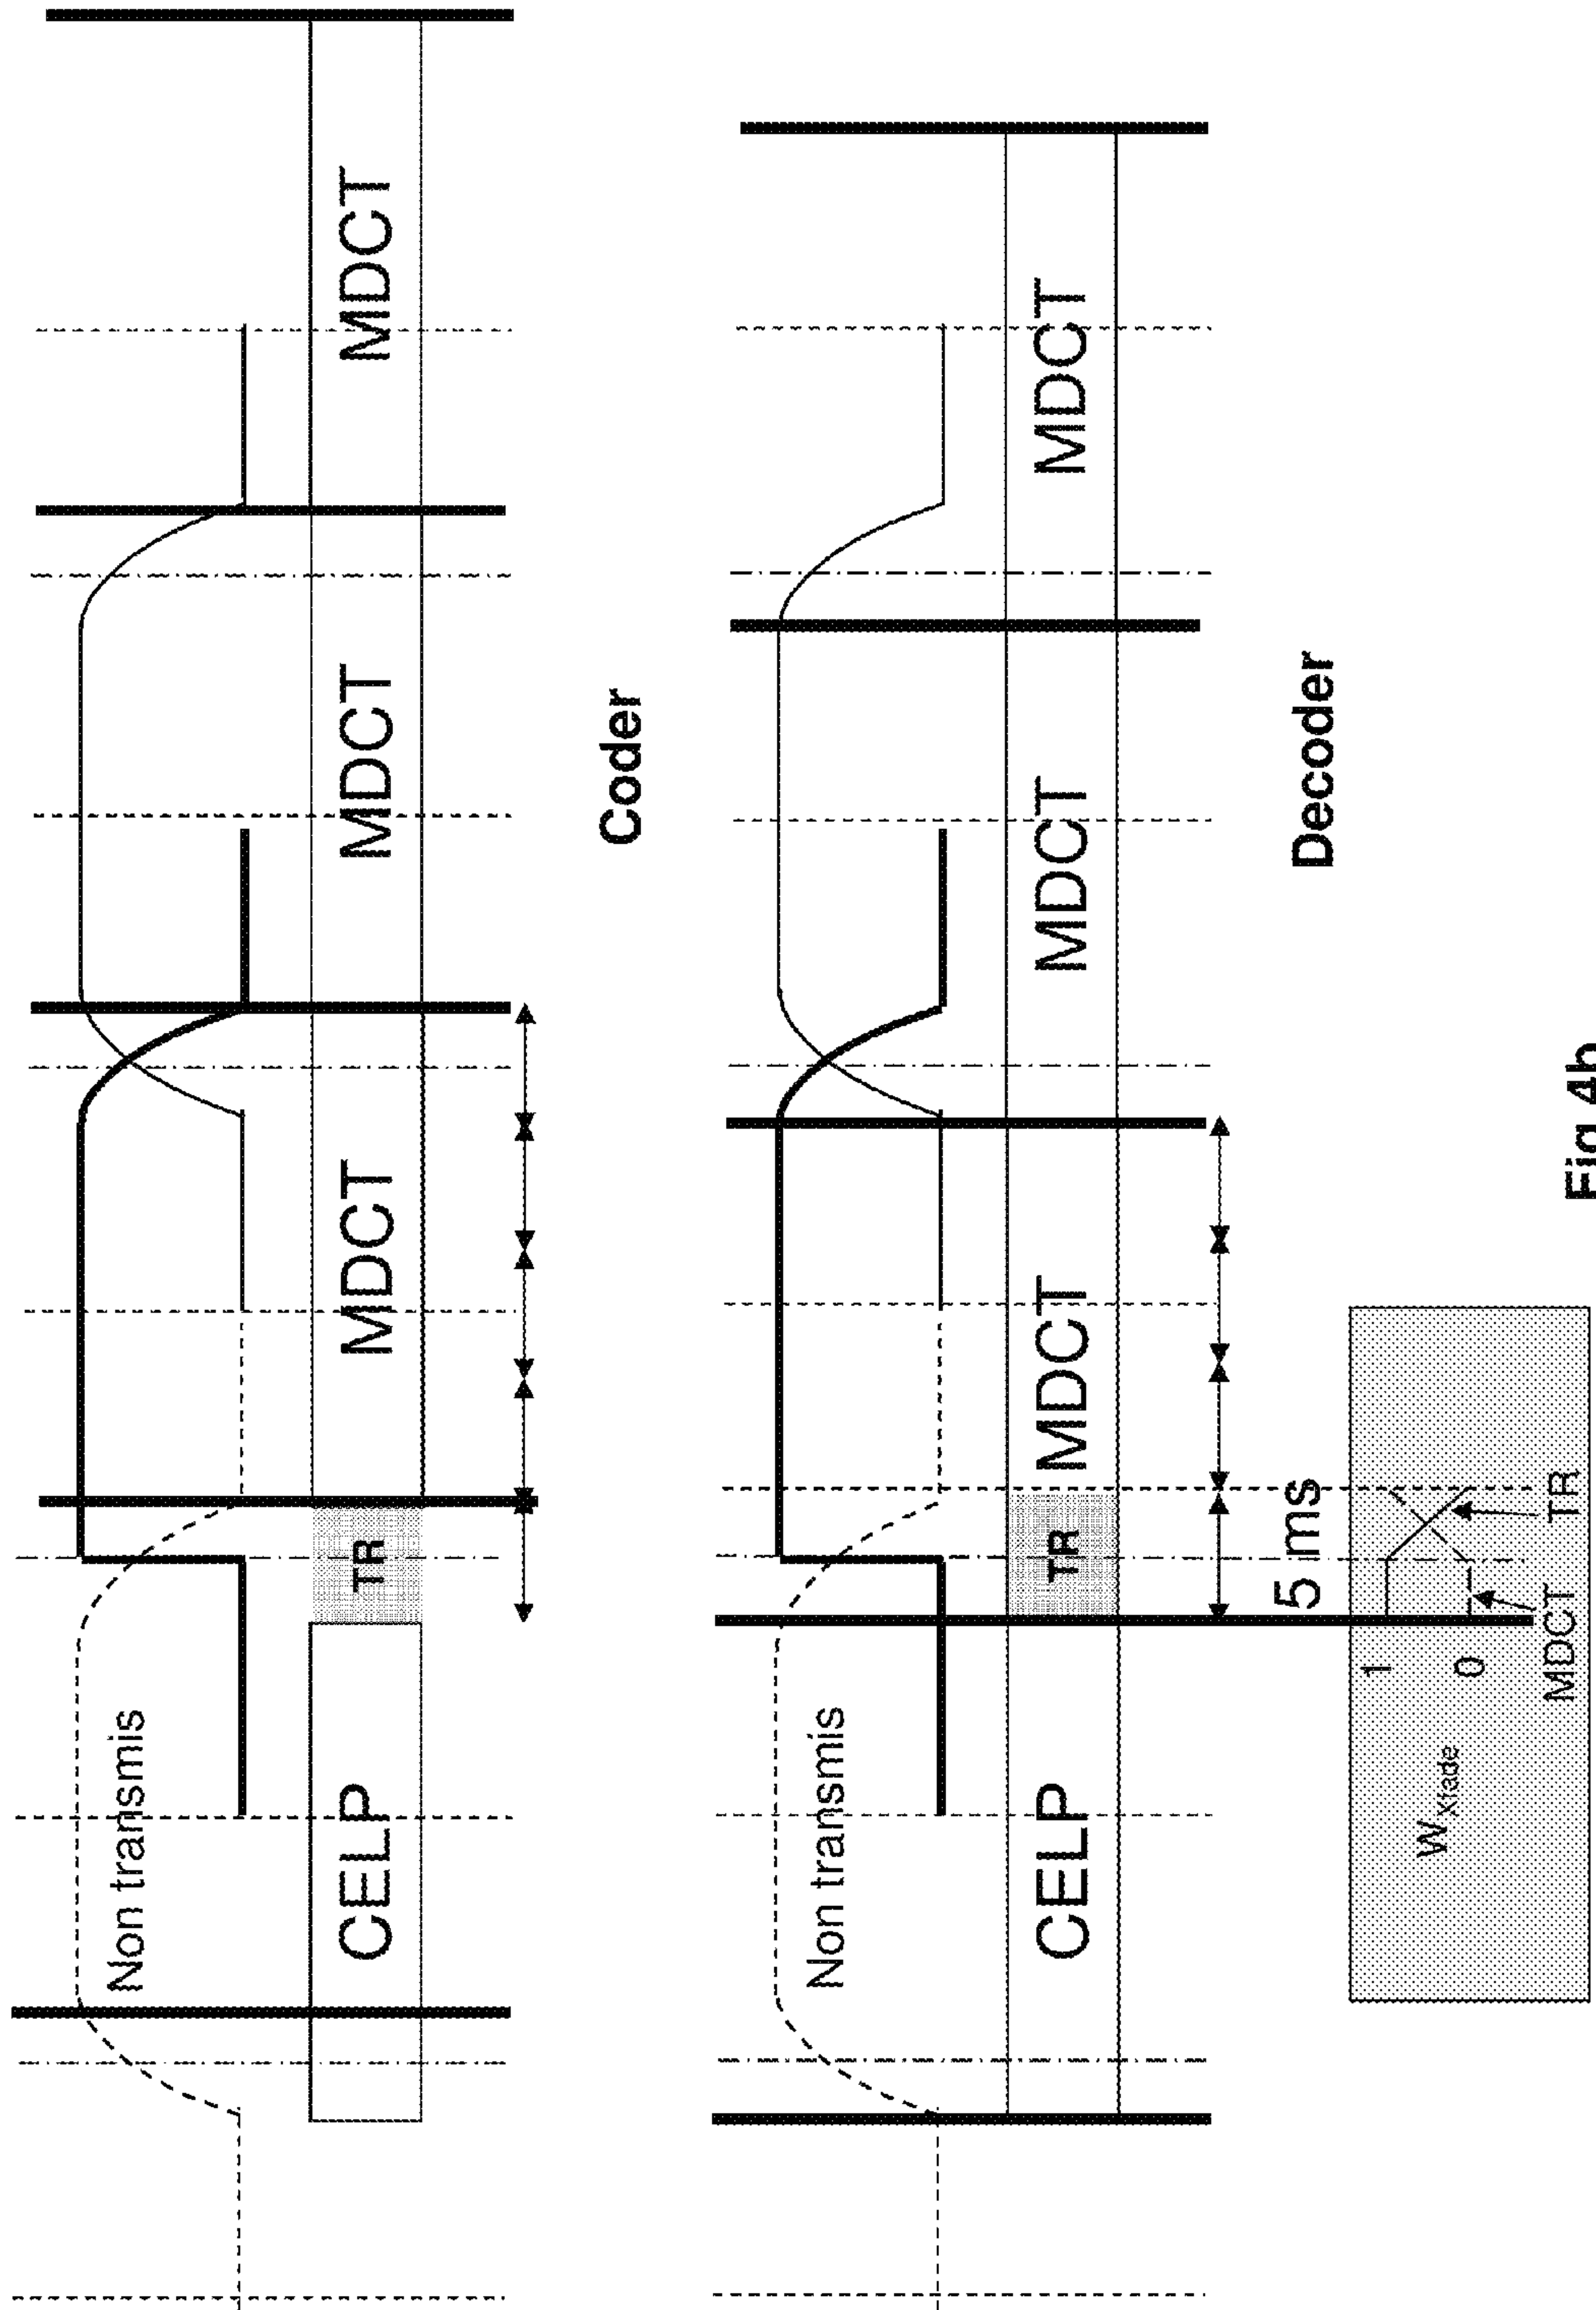 Non transmis
CELP
TR
MDCT
MDCT
MDCT
Coder
Non transmis
CELP
TR
MDCT
MDCT
MDCT
Decoder
5 ms
1
0
W Xfade
MDCT
TR
Fig 4b